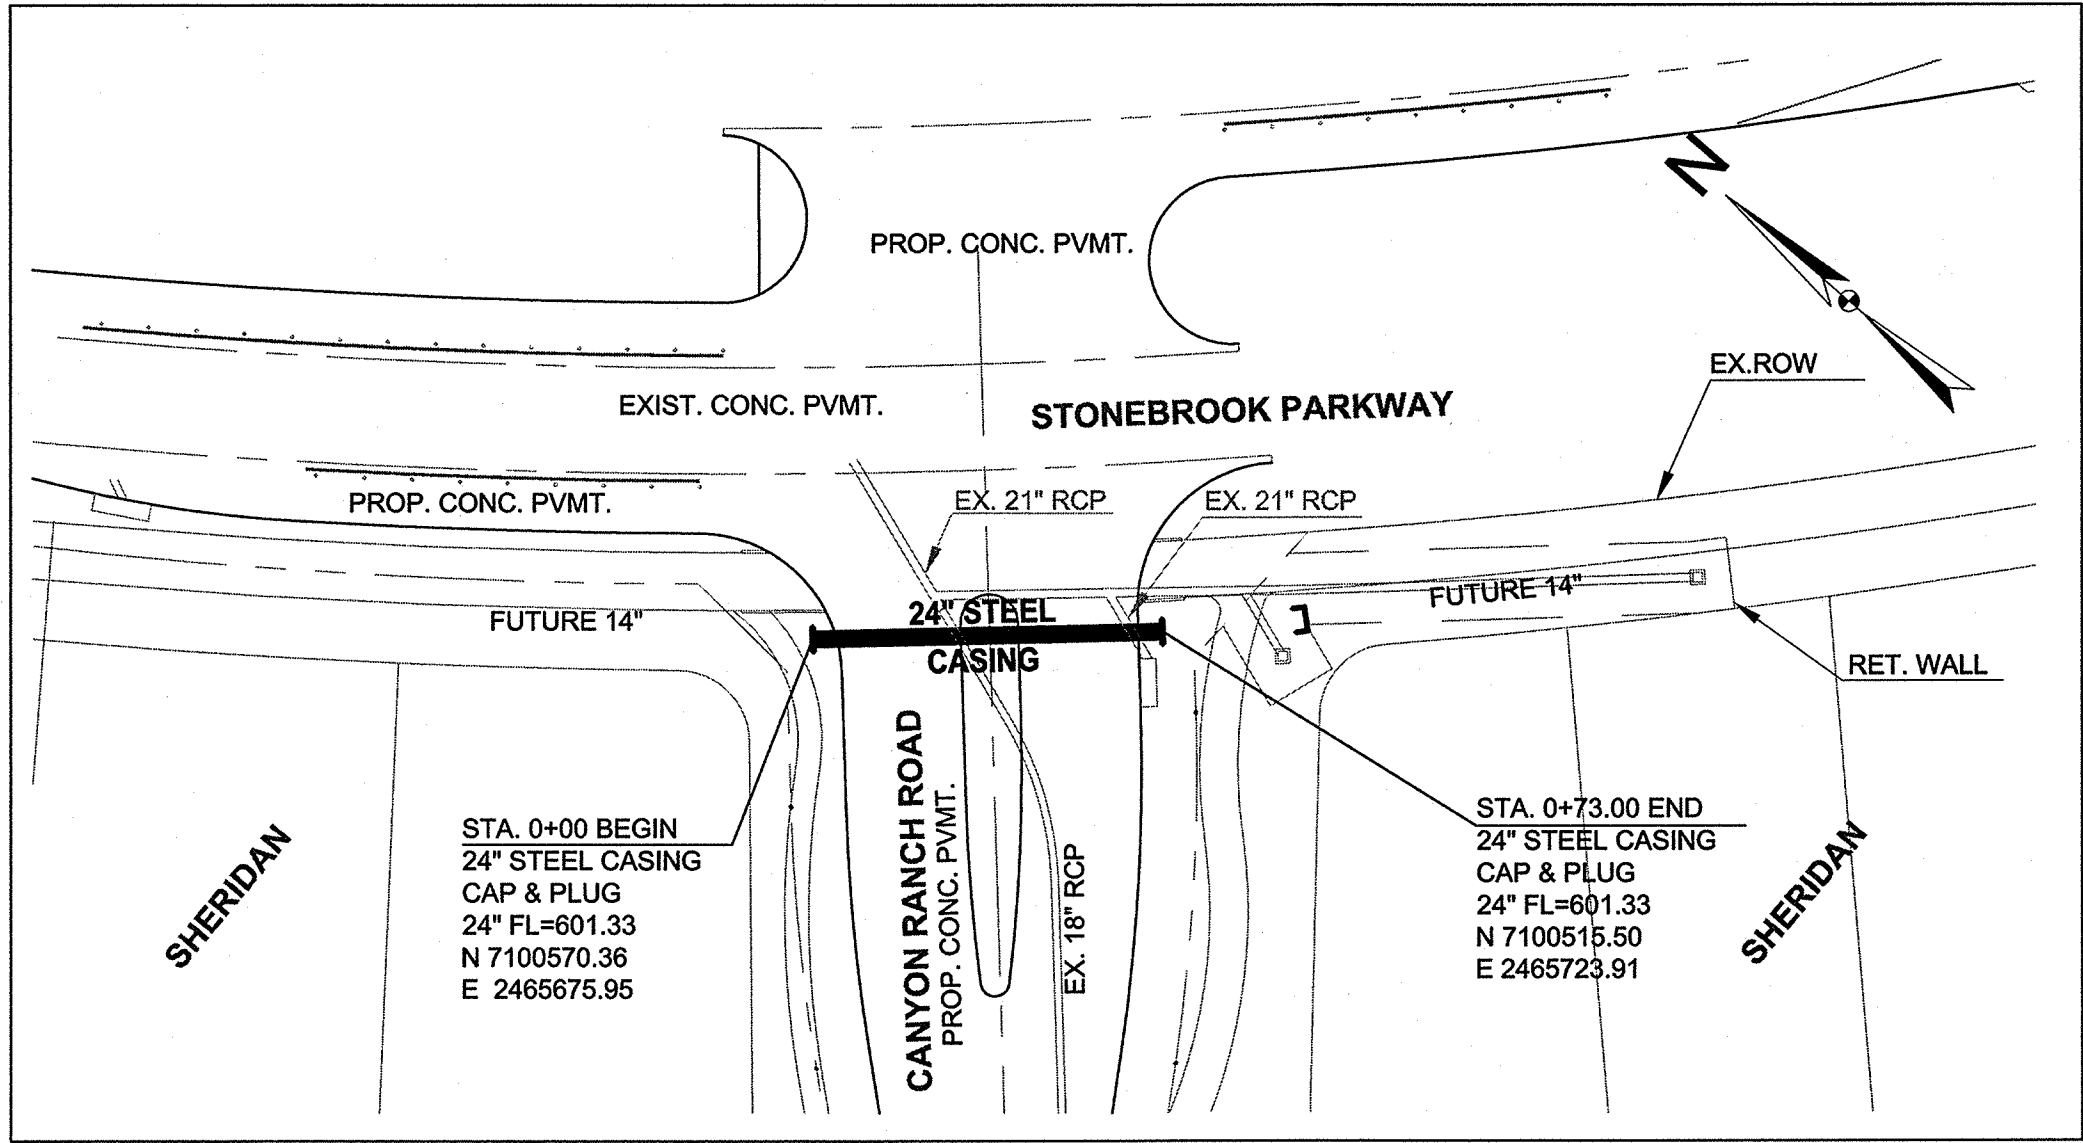 N
PROP. CONC. PVMT.
EX.ROW
EXIST. CONC. PVMT.
STONEBROOK PARKWAY
PROP. CONC. PVMT.
EX. 21" RCP
EX. 21" RCP
FUTURE 14"
24" STEEL
CASING
FUTURE 14"
RET. WALL
STA. 0+00 BEGIN
24" STEEL CASING
CAP & PLUG
24" FL=601.33
N 7100570.36
E 2465675.95
SHERIDAN
CANYON RANCH ROAD
PROP. CONC. PVMT.
EX. 18" RCP
STA. 0+73.00 END
24" STEEL CASING
CAP & PLUG
24" FL=601.33
N 7100515.50
E 2465723.91
SHERIDAN